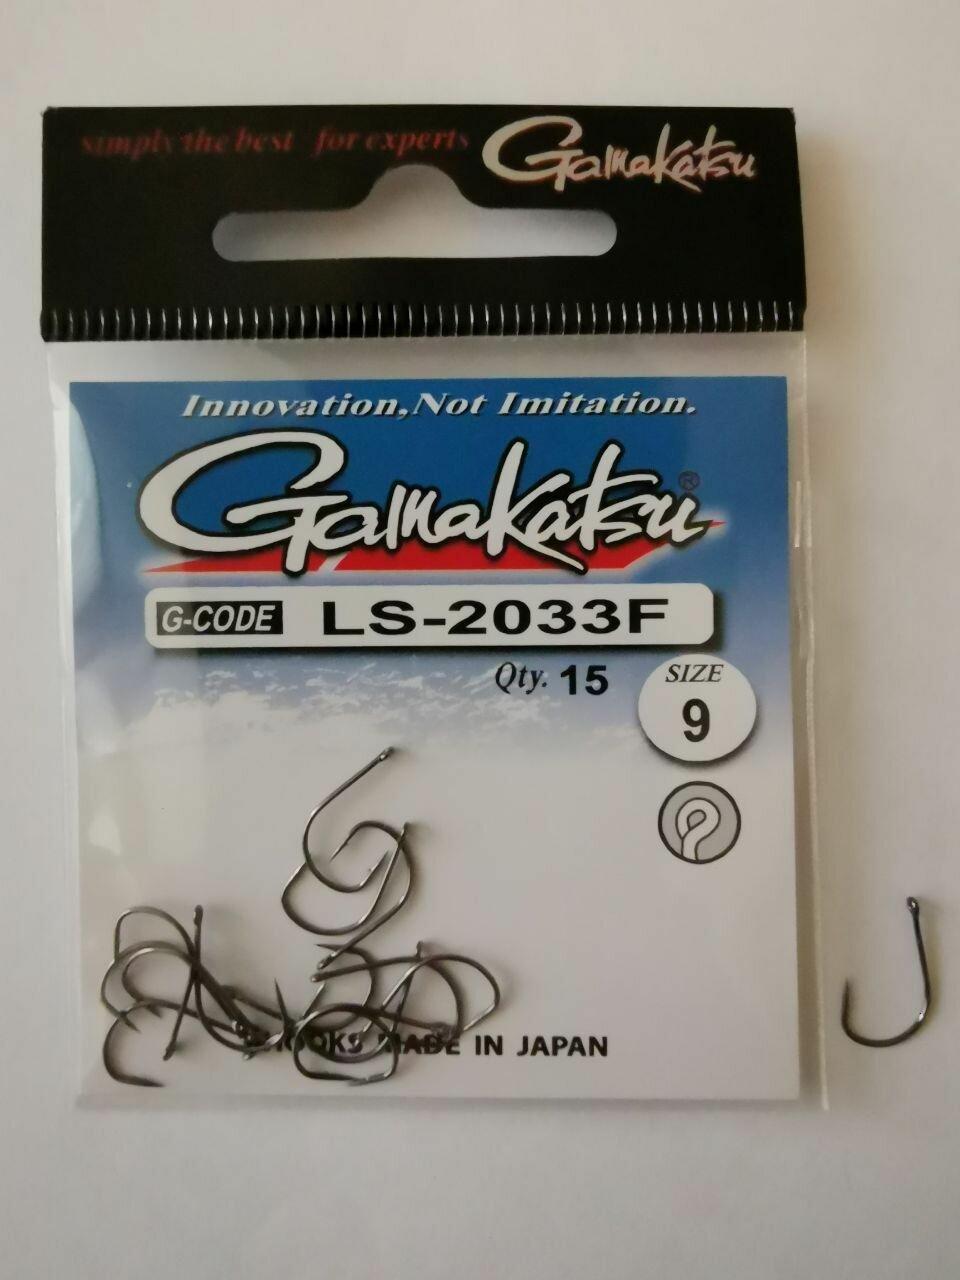 simply the best for experts Gamakatsu
Innovation, Not Imitation.
Gamakatsu®
G-CODE LS-2033F
Qty. 15
SIZE
9
HOOKS MADE IN JAPAN